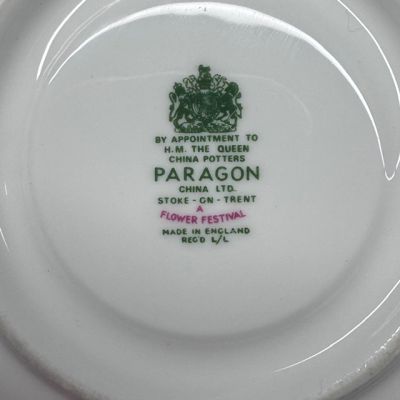 BY APPOINTMENT TO
H.M. THE QUEEN
CHINA POTTERS
PARAGON
CHINA LTD.
STOKE-ON-TRENT
A
FLOWER FESTIVAL
MADE IN ENGLAND
REG'D L/L